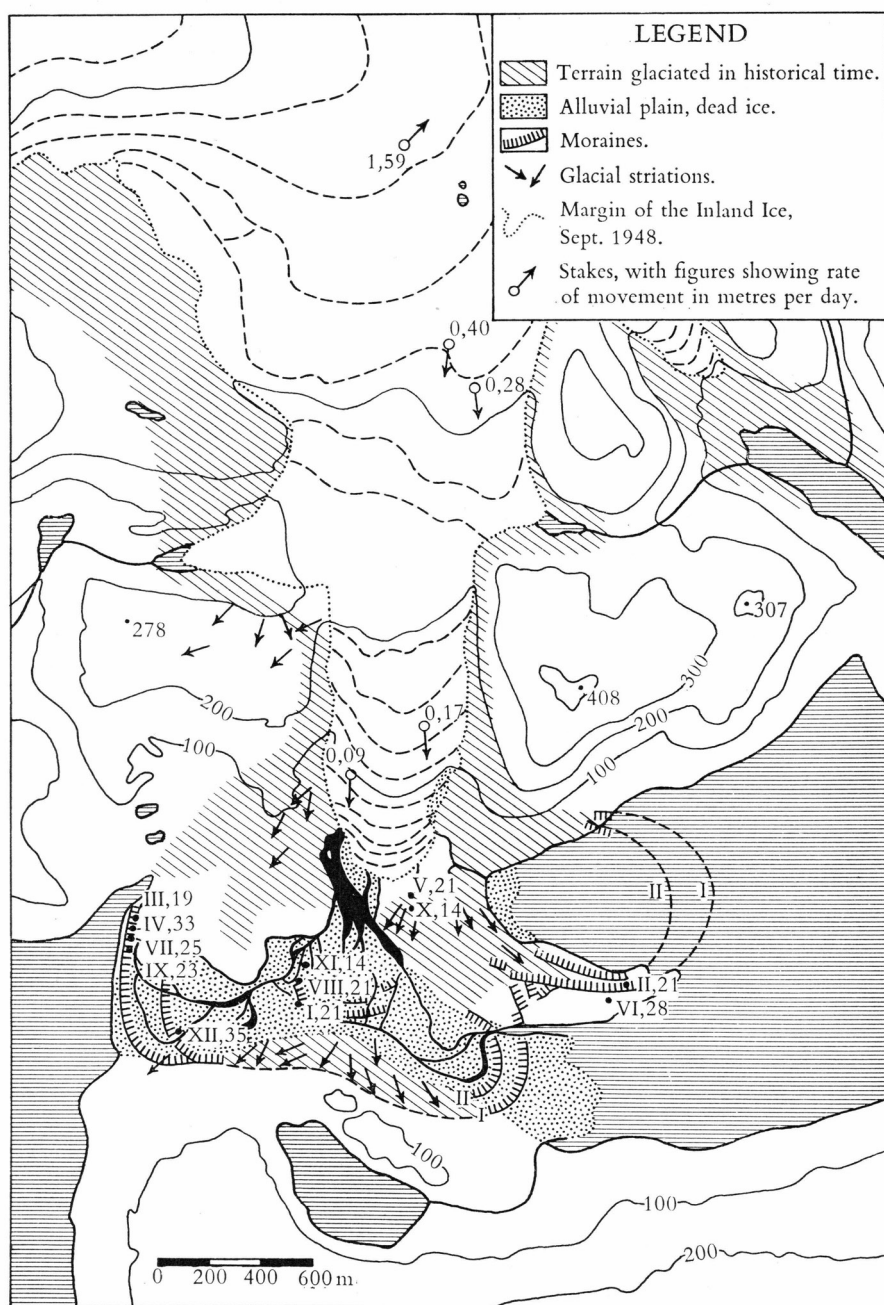 LEGEND
Terrain glaciated in historical time.
Alluvial plain, dead ice.
Moraines.
Glacial striations.
Margin of the Inland Ice,
Sept. 1948.
Stakes, with figures showing rate
of movement in metres per day.
1,59
0,40
0,28
307
278
408
300
200
200
100
100
0,17
0,09
II
I
V,21
X,14
III,19
IV,33
VII,25
IX,23
XI,14
VIII,21
I,21
II,21
VI,28
XII,35
II
I
100
100
200
0 200 400 600 m